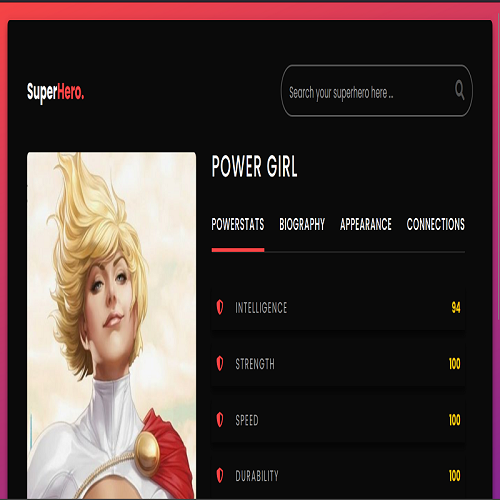 SuperHero.
Search your superhero here ...
POWER GIRL
POWERSTATS BIOGRAPHY APPEARANCE CONNECTIONS
INTELLIGENCE 94
STRENGTH 100
SPEED 100
DURABILITY 100